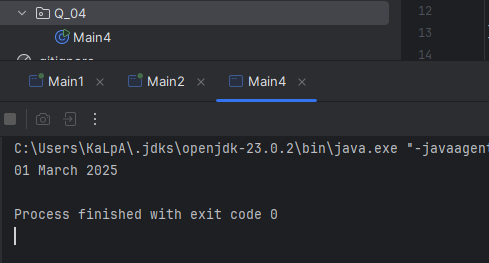 Q_04
Main4
12
13
14
Main1
Main2
Main4
C:\Users\KaLpA\.jdks\openjdk-23.0.2\bin\java.exe "-javaagent
01 March 2025
Process finished with exit code 0